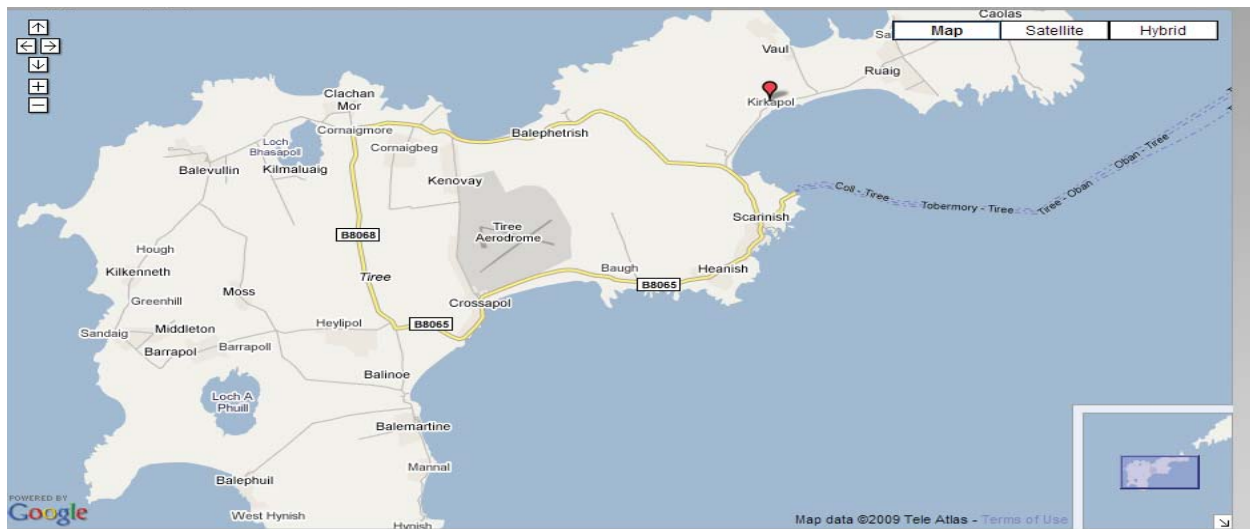 Caolas
Map
Satellite
Hybrid
Vaul
Ruaig
Clachan
Mor
Kirkapol
Cornaigmore
Balephetrish
Loch
Bhasapoll
Cornaigbeg
Balevullin
Kilmaluaig
Kenovay
Coll - Tiree
Tobermory - Tiree
Tiree - Oban
Oban - Tiree
Scarinish
Tiree
Aerodrome
B8068
Hough
Kilkenneth
Tiree
Baugh
Heanish
B8065
Moss
Greenhill
Crossapol
Sandaig
Middleton
Heylipol
B8065
Barrapol
Barrapoll
Balinoe
Loch A
Phuill
Balemartine
Mannal
Balephuil
West Hynish
Hynish
POWERED BY
Google
Map data ©2009 Tele Atlas - Terms of Use